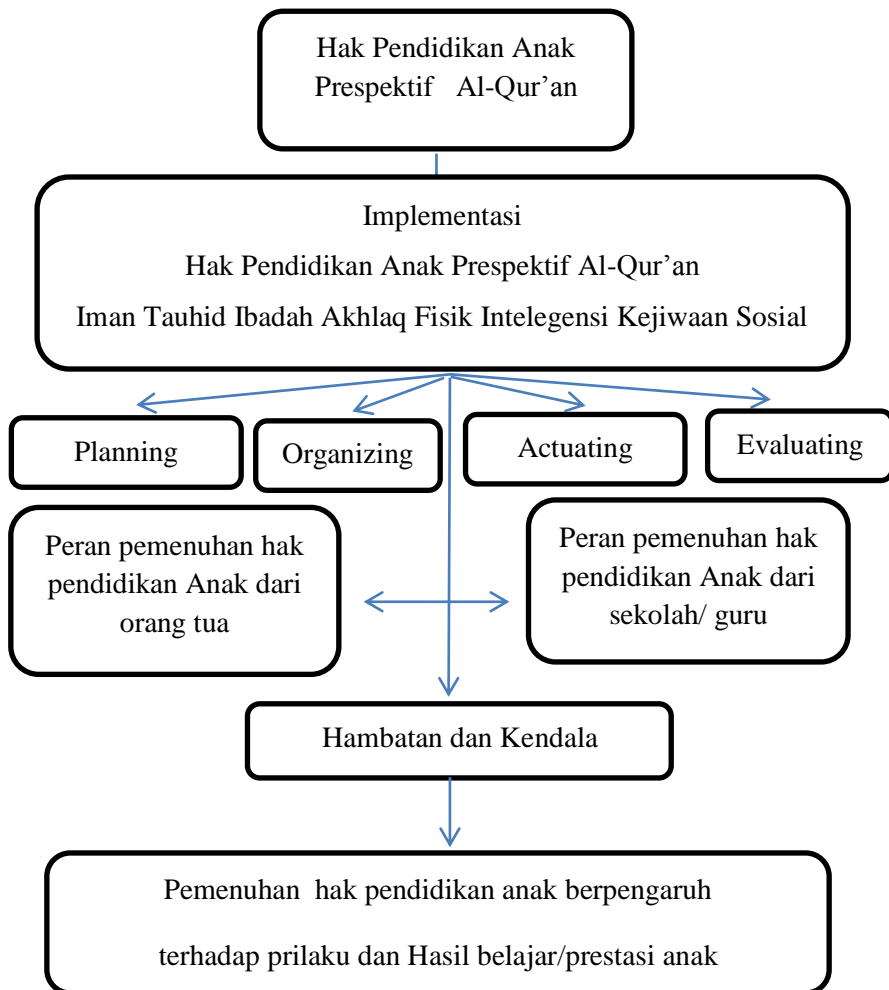 Hak Pendidikan Anak
Prespektif Al-Qur’an
Implementasi
Hak Pendidikan Anak Prespektif Al-Qur’an
Iman Tauhid Ibadah Akhlaq Fisik Intelegensi Kejiwaan Sosial
Planning
Organizing
Actuating
Evaluating
Peran pemenuhan hak
pendidikan Anak dari
orang tua
Peran pemenuhan hak
pendidikan Anak dari
sekolah/ guru
Hambatan dan Kendala
Pemenuhan hak pendidikan anak berpengaruh
terhadap prilaku dan Hasil belajar/prestasi anak